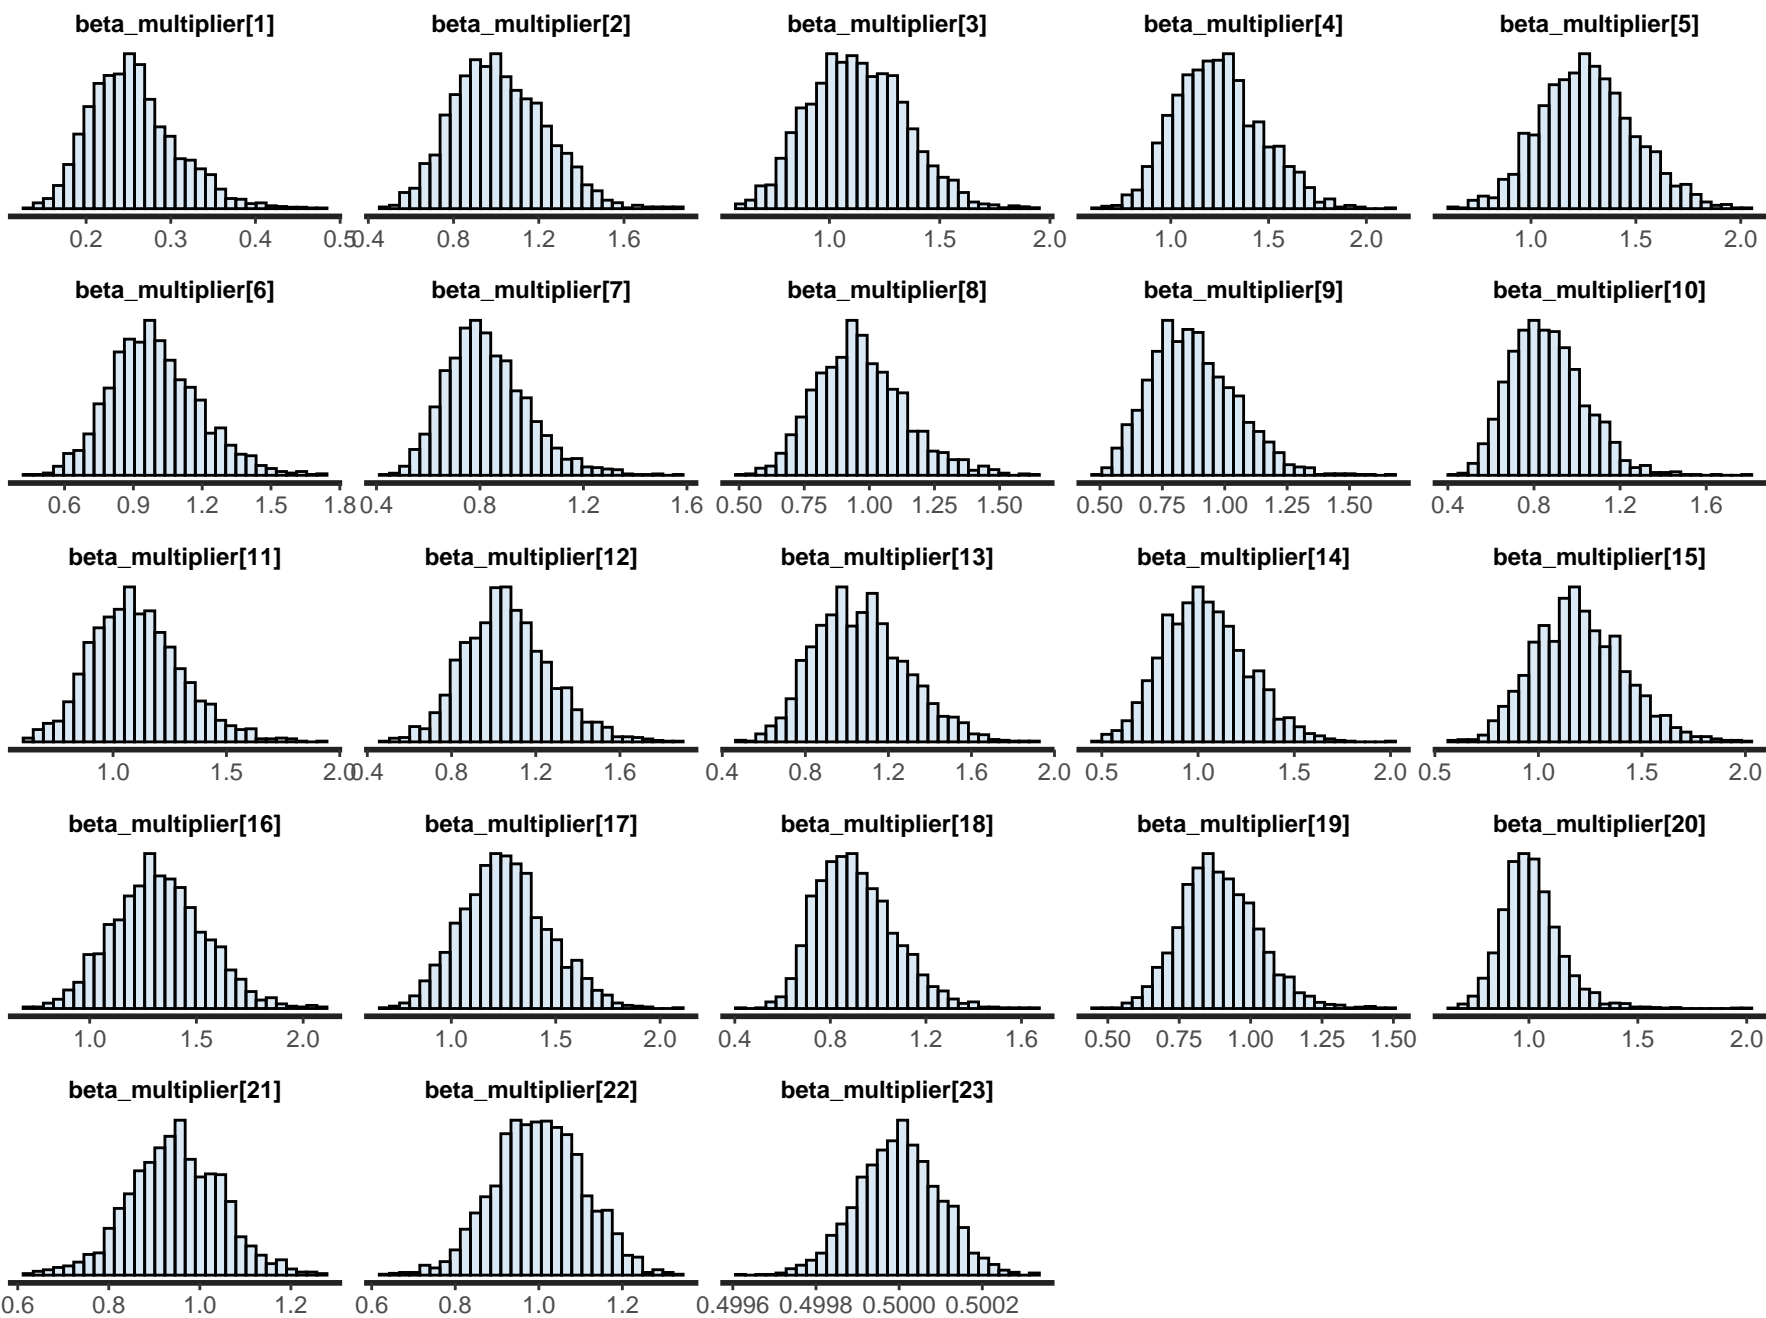 beta_multiplier[1] beta_multiplier[2] beta_multiplier[3] beta_multiplier[4] beta_multiplier[5]
0.2 0.3 0.4 0.5 0.4 0.8 1.2 1.6 1.0 1.5 2.0 1.0 1.5 2.0 1.0 1.5 2.0
beta_multiplier[6] beta_multiplier[7] beta_multiplier[8] beta_multiplier[9] beta_multiplier[10]
0.6 0.9 1.2 1.5 1.8 0.4 0.8 1.2 1.6 0.50 0.75 1.00 1.25 1.50 0.50 0.75 1.00 1.25 1.50 0.4 0.8 1.2 1.6
beta_multiplier[11] beta_multiplier[12] beta_multiplier[13] beta_multiplier[14] beta_multiplier[15]
1.0 1.5 2.0 0.4 0.8 1.2 1.6 0.4 0.8 1.2 1.6 2.0 0.5 1.0 1.5 2.0 0.5 1.0 1.5 2.0
beta_multiplier[16] beta_multiplier[17] beta_multiplier[18] beta_multiplier[19] beta_multiplier[20]
1.0 1.5 2.0 1.0 1.5 2.0 0.4 0.8 1.2 1.6 0.50 0.75 1.00 1.25 1.50 1.0 1.5 2.0
beta_multiplier[21] beta_multiplier[22] beta_multiplier[23]
0.6 0.8 1.0 1.2 0.6 0.8 1.0 1.2 0.4996 0.4998 0.5000 0.5002